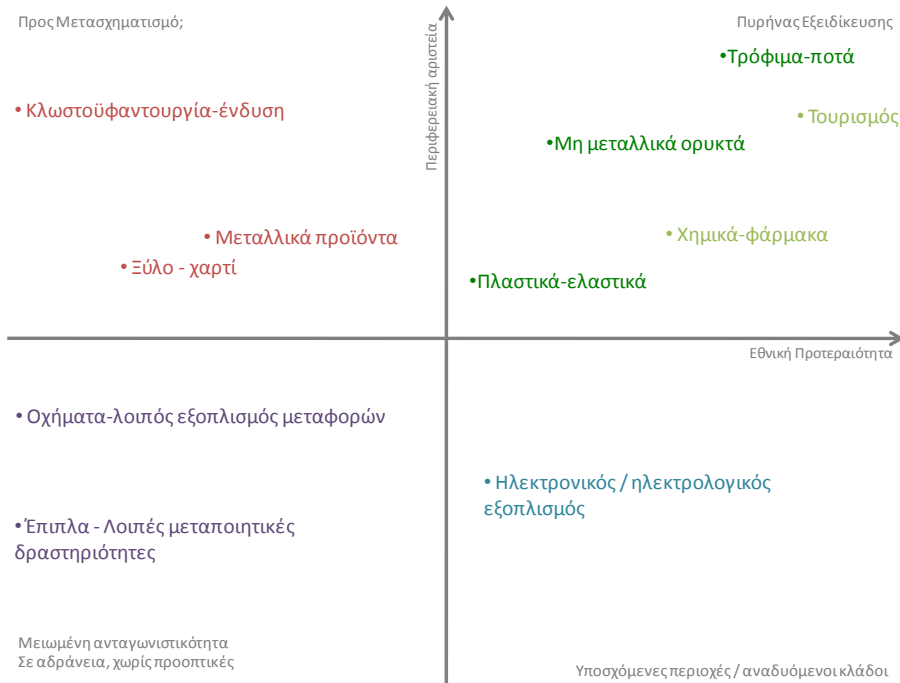 Προς Μετασχηματισμό;
Πυρήνας Εξειδίκευσης
Περιφερειακή αριστεία
•Τρόφιμα-ποτά
• Κλωστοϋφαντουργία-ένδυση
• Τουρισμός
•Μη μεταλλικά ορυκτά
• Μεταλλικά προϊόντα
• Χημικά-φάρμακα
• Ξύλο - χαρτί
•Πλαστικά-ελαστικά
Εθνική Προτεραιότητα
• Οχήματα-λοιπός εξοπλισμός μεταφορών
• Ηλεκτρονικός / ηλεκτρολογικός
εξοπλισμός
• Έπιπλα - Λοιπές μεταποιητικές
δραστηριότητες
Μειωμένη ανταγωνιστικότητα
Σε αδράνεια, χωρίς προοπτικές
Υποσχόμενες περιοχές / αναδυόμενοι κλάδοι